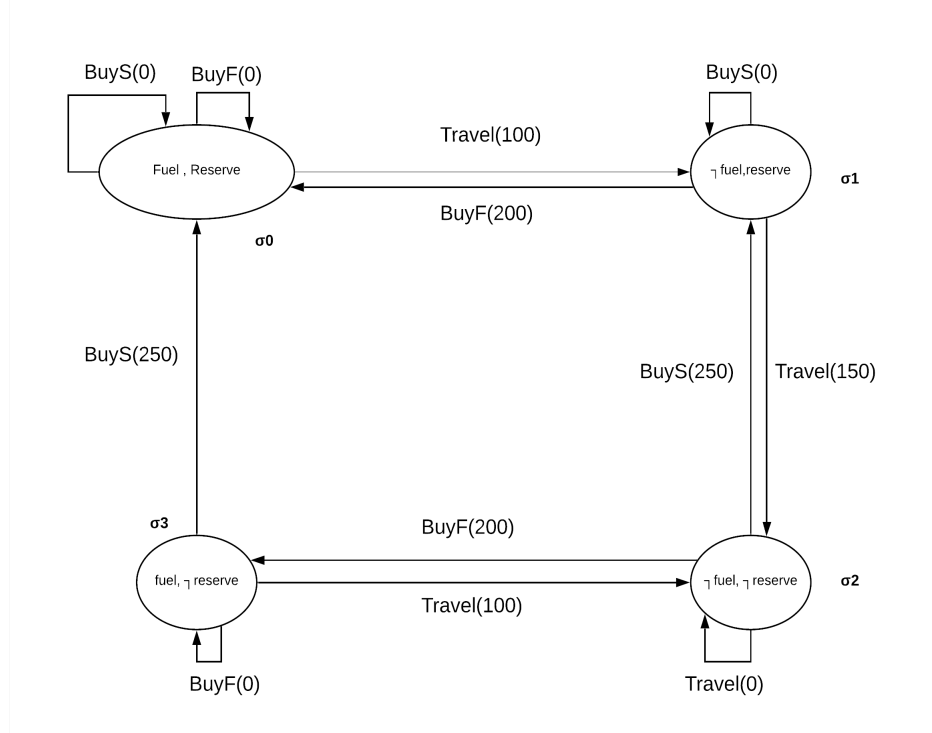 BuyS(0)
BuyF(0)
BuyS(0)
Travel(100)
Fuel , Reserve
¬fuel,reserve
σ1
BuyF(200)
σ0
BuyS(250)
BuyS(250)
Travel(150)
σ3
BuyF(200)
fuel, ¬reserve
¬fuel, ¬reserve
σ2
Travel(100)
BuyF(0)
Travel(0)